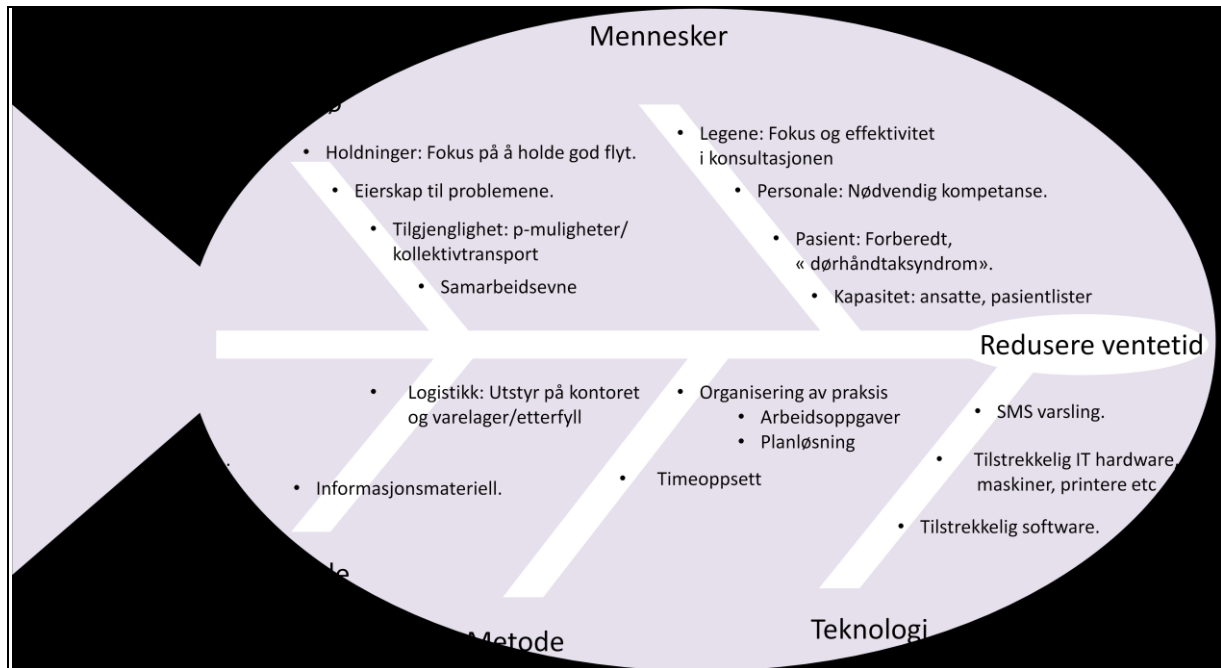 Mennesker
• Holdninger: Fokus på å holde god flyt.
• Eierskap til problemene.
• Tilgjenglighet: p-muligheter/
kollektivtransport
• Samarbeidsevne
• Legene: Fokus og effektivitet
i konsultasjonen
• Personale: Nødvendig kompetanse.
• Pasient: Forberedt,
« dørhåndtaksyndrom».
• Kapasitet: ansatte, pasientlister
Redusere ventetid
• Logistikk: Utstyr på kontoret
og varelager/etterfyll
• Informasjonsmateriell.
• Organisering av praksis
• Arbeidsoppgaver
• Planløsning
• Timeoppsett
• SMS varsling.
• Tilstrekkelig IT hardware,
maskiner, printere etc
• Tilstrekkelig software.
Metode
Teknologi